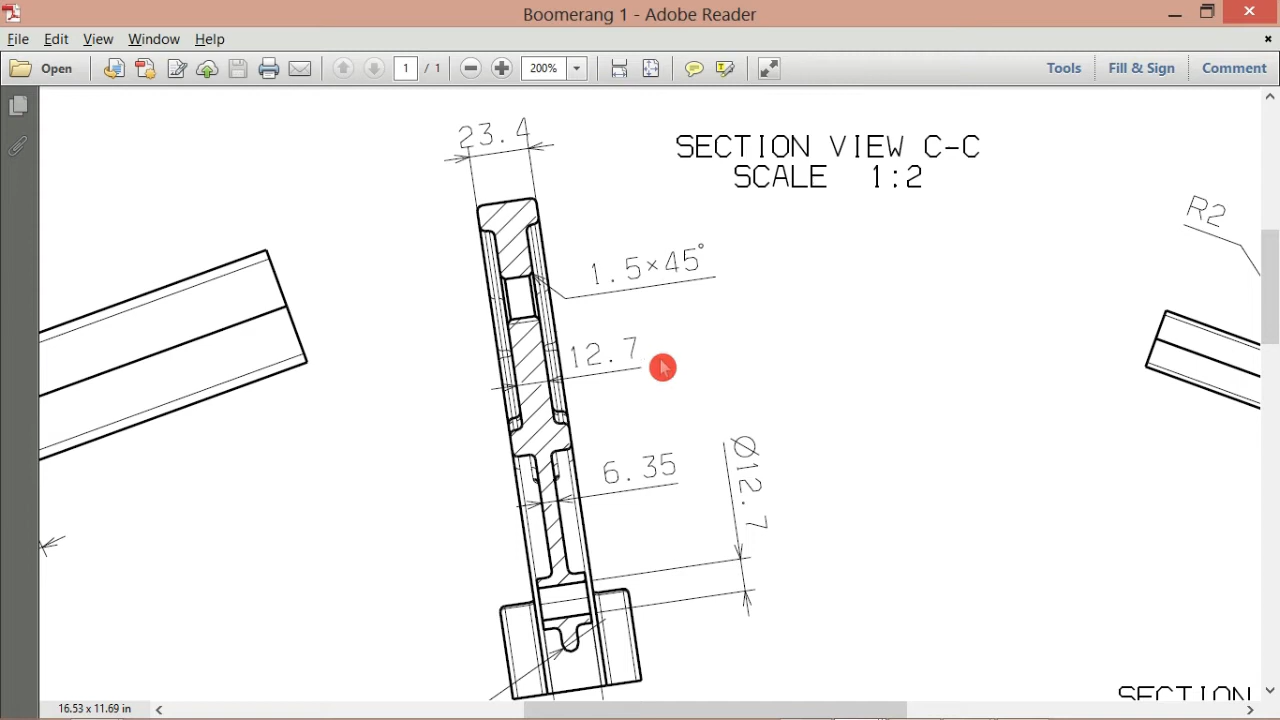 Boomerang 1 - Adobe Reader
File Edit View Window Help
Open 1 / 1 200% Tools Fill & Sign Comment
23.4
SECTION VIEW C-C
SCALE 1:2
R2
1.5×45°
12.7
6.35
Ø12.7
SECTION
16.53 x 11.69 in